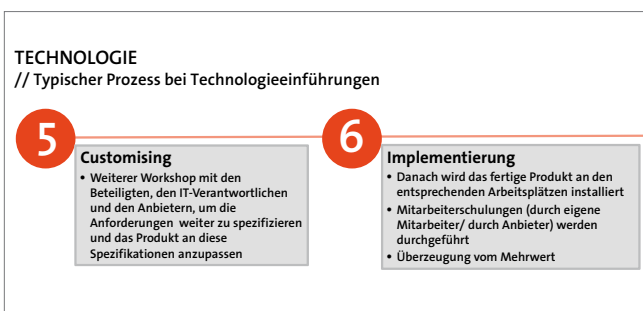 TECHNOLOGIE
// Typischer Prozess bei Technologieeinführungen
5
Customising
• Weiterer Workshop mit den
Beteiligten, den IT-Verantwortlichen
und den Anbietern, um die
Anforderungen weiter zu spezifizieren
und das Produkt an diese
Spezifikationen anzupassen
6
Implementierung
• Danach wird das fertige Produkt an den
entsprechenden Arbeitsplätzen installiert
• Mitarbeiterschulungen (durch eigene
Mitarbeiter/ durch Anbieter) werden
durchgeführt
• Überzeugung vom Mehrwert